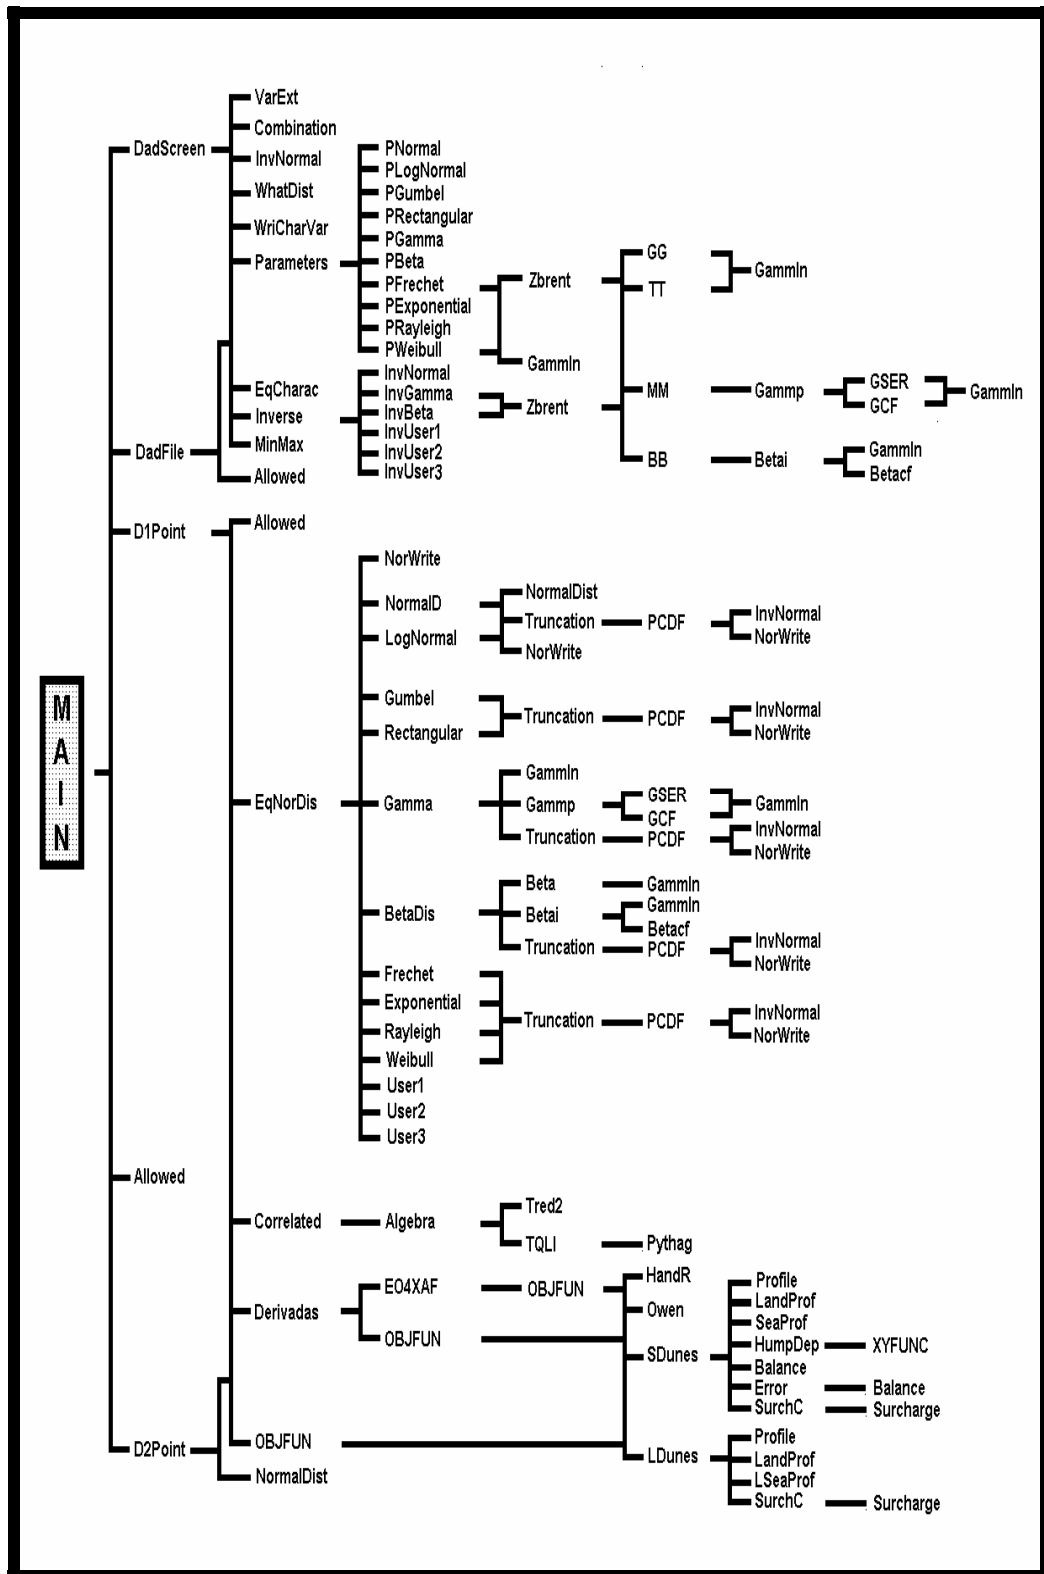 MAIN
DadScreen
VarExt
Combination
InvNormal
WhatDist
WriCharVar
Parameters
PNormal
PLogNormal
PGumbel
PRectangular
PGamma
PBeta
PFrechet
PExponential
PRayleigh
PWeibull
Zbrent
Gammln
GG
TT
Gammln
DadFile
EqCharac
Inverse
MinMax
Allowed
InvNormal
InvGamma
InvBeta
InvUser1
InvUser2
InvUser3
Zbrent
MM
Gammp
GSER
GCF
Gammln
BB
Betai
Gammln
Betacf
D1Point
Allowed
EqNorDis
NorWrite
NormalD
LogNormal
NormalDist
Truncation
NorWrite
PCDF
InvNormal
NorWrite
Gumbel
Rectangular
Truncation
PCDF
InvNormal
NorWrite
Gamma
Gammln
Gammp
Truncation
GSER
GCF
PCDF
Gammln
InvNormal
NorWrite
BetaDis
Beta
Betai
Truncation
Gammln
Gammln
Betacf
PCDF
InvNormal
NorWrite
Frechet
Exponential
Rayleigh
Weibull
Truncation
PCDF
InvNormal
NorWrite
User1
User2
User3
Allowed
Correlated
Algebra
Tred2
TQLI
Pythag
Derivadas
EO4XAF
OBJFUN
OBJFUN
HandR
Owen
SDunes
Profile
LandProf
SeaProf
HumpDep
XYFUNC
Balance
Error
Balance
SurchC
Surcharge
D2Point
OBJFUN
NormalDist
LDunes
Profile
LandProf
LSeaProf
SurchC
Surcharge